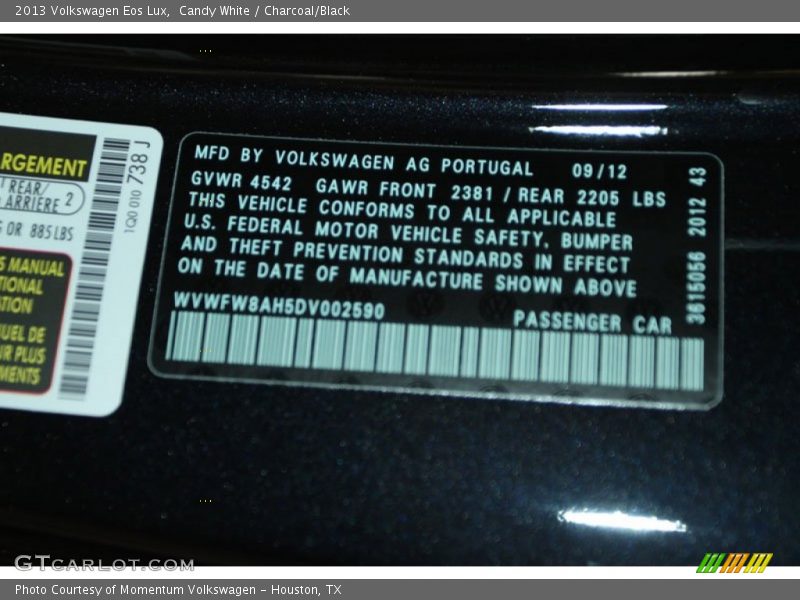 2013 Volkswagen Eos Lux, Candy White / Charcoal/Black
RGEMENT
REAR/
ARRIERE 2
OR 885LBS
S MANUAL
TIONAL
ATION
UEL DE
UR PLUS
MENTS
1Q0 010 738 J
MFD BY VOLKSWAGEN AG PORTUGAL 09/12
GVWR 4542 GAWR FRONT 2381 / REAR 2205 LBS
THIS VEHICLE CONFORMS TO ALL APPLICABLE
U.S. FEDERAL MOTOR VEHICLE SAFETY, BUMPER
AND THEFT PREVENTION STANDARDS IN EFFECT
ON THE DATE OF MANUFACTURE SHOWN ABOVE
WVWFW8AH5DV002590
PASSENGER CAR
3615056 2012 43
GTCARLOT.COM
Photo Courtesy of Momentum Volkswagen - Houston, TX